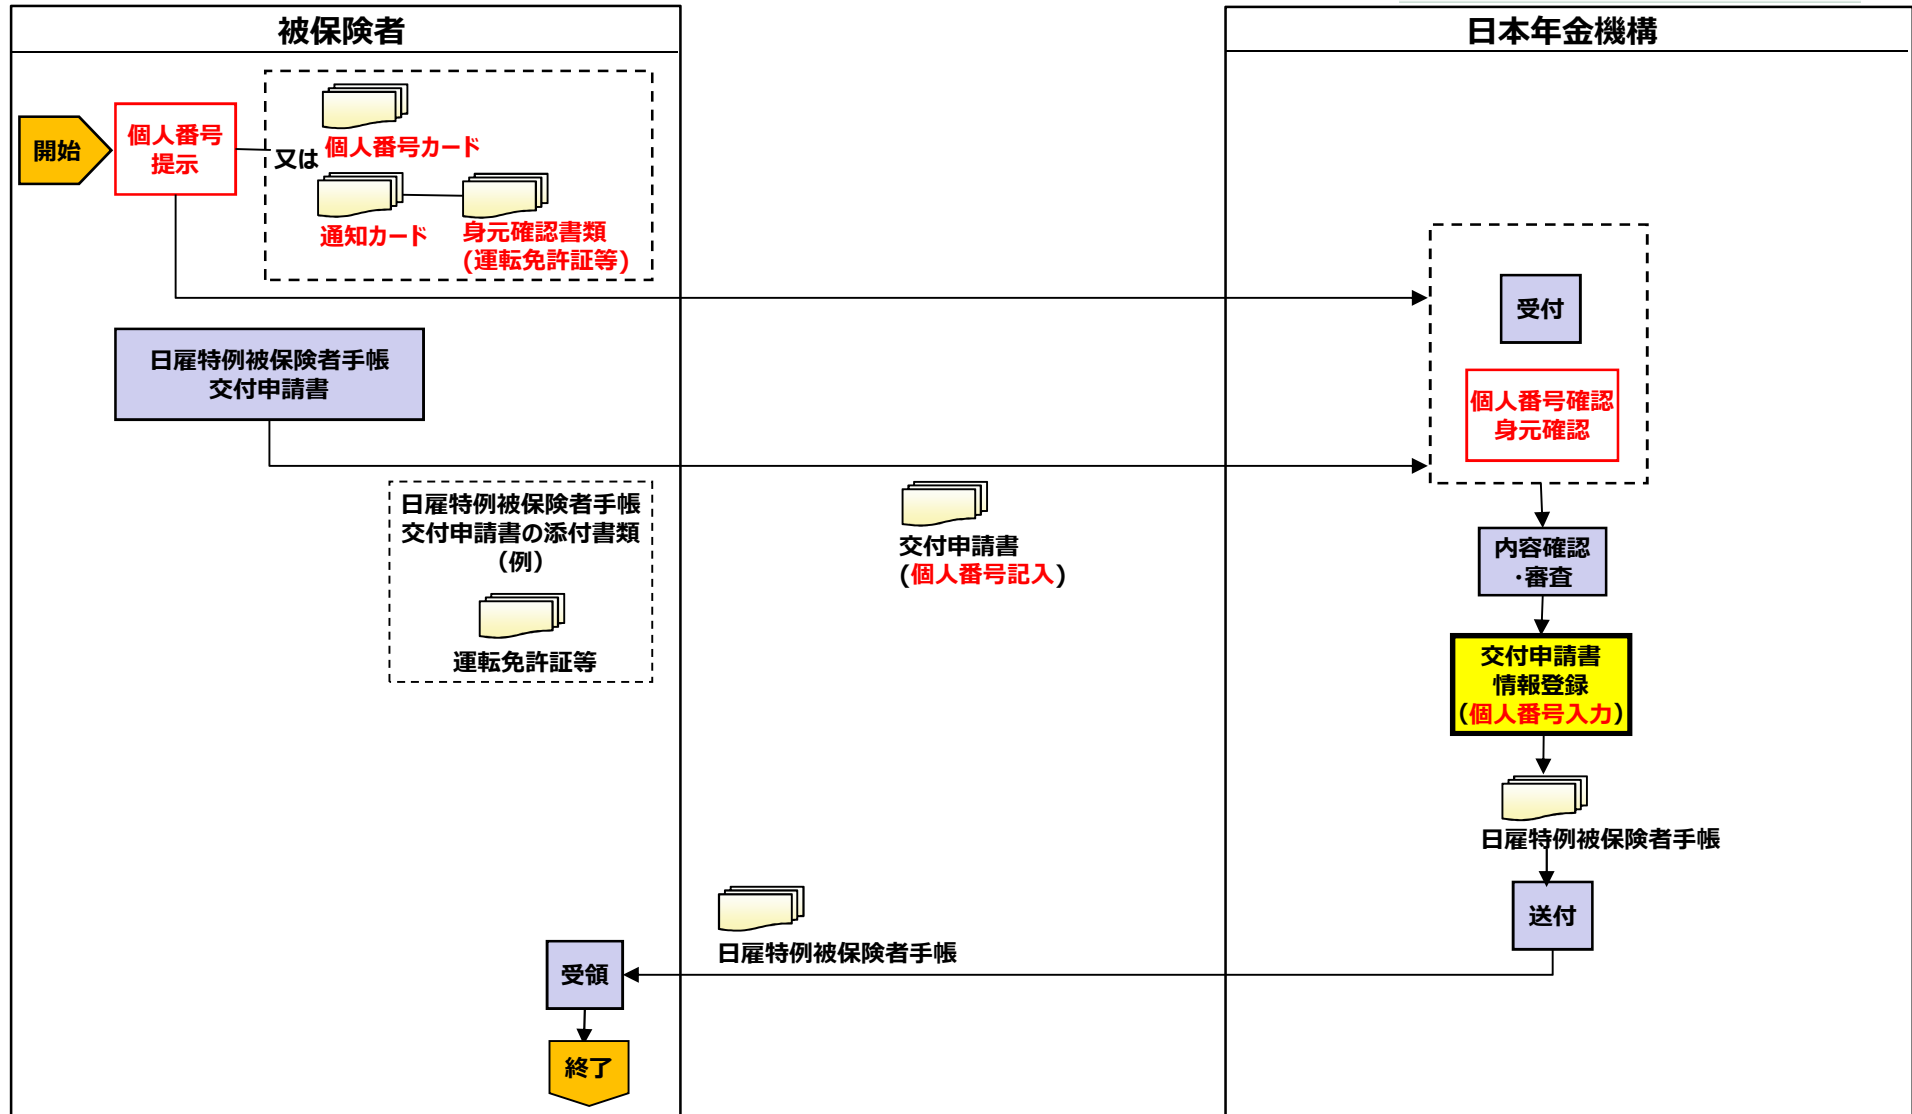 被保険者
日本年金機構
開始
個人番号
提示
又は
個人番号カード
通知カード
身元確認書類
(運転免許証等)
受付
個人番号確認
身元確認
日雇特例被保険者手帳
交付申請書
日雇特例被保険者手帳
交付申請書の添付書類
(例)
運転免許証等
交付申請書
(個人番号記入)
内容確認
・審査
交付申請書
情報登録
(個人番号入力)
日雇特例被保険者手帳
送付
日雇特例被保険者手帳
受領
終了